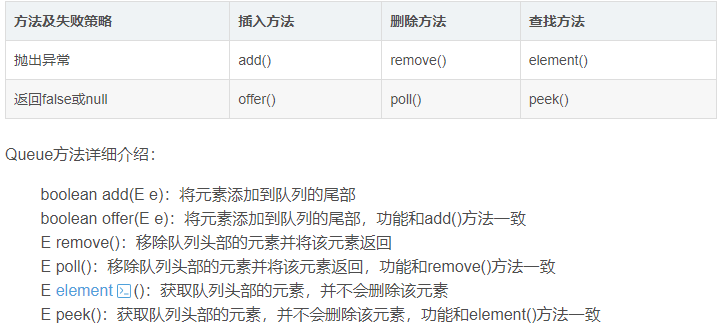 方法及失败策略 插入方法 删除方法 查找方法
抛出异常 add() remove() element()
返回false或null offer() poll() peek()
Queue方法详细介绍：
boolean add(E e)：将元素添加到队列的尾部
boolean offer(E e)：将元素添加到队列的尾部，功能和add()方法一致
E remove()：移除队列头部的元素并将该元素返回
E poll()：移除队列头部的元素并将该元素返回，功能和remove()方法一致
E element ()：获取队列头部的元素，并不会删除该元素
E peek()：获取队列头部的元素，并不会删除该元素，功能和element()方法一致